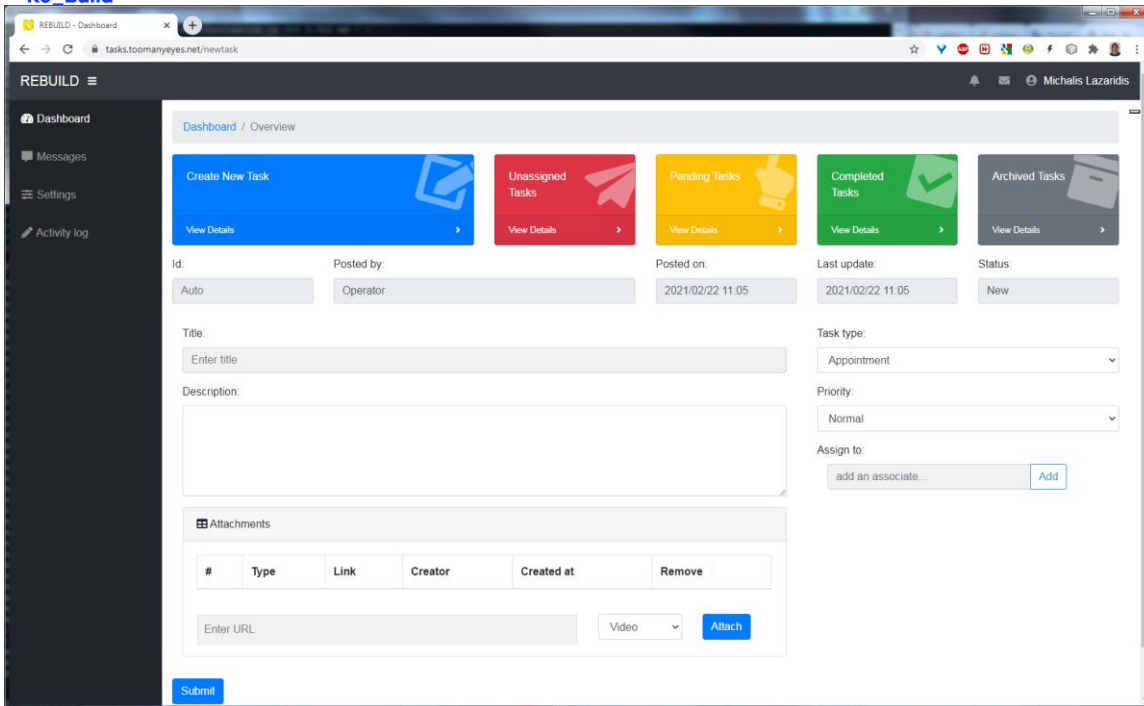 REBUILD - Dashboard
tasks.toomanyeyes.net/newtask
REBUILD
Michalis Lazaridis
Dashboard
Messages
Settings
Activity log
Dashboard / Overview
Create New Task
View Details
Unassigned
Tasks
View Details
Pending Tasks
View Details
Completed
Tasks
View Details
Archived Tasks
View Details
Id:
Auto
Posted by:
Operator
Posted on:
2021/02/22 11:05
Last update:
2021/02/22 11:05
Status:
New
Title:
Enter title
Description:
Task type:
Appointment
Priority:
Normal
Assign to:
add an associate...
Add
Attachments
# Type Link Creator Created at Remove
Enter URL
Video
Attach
Submit